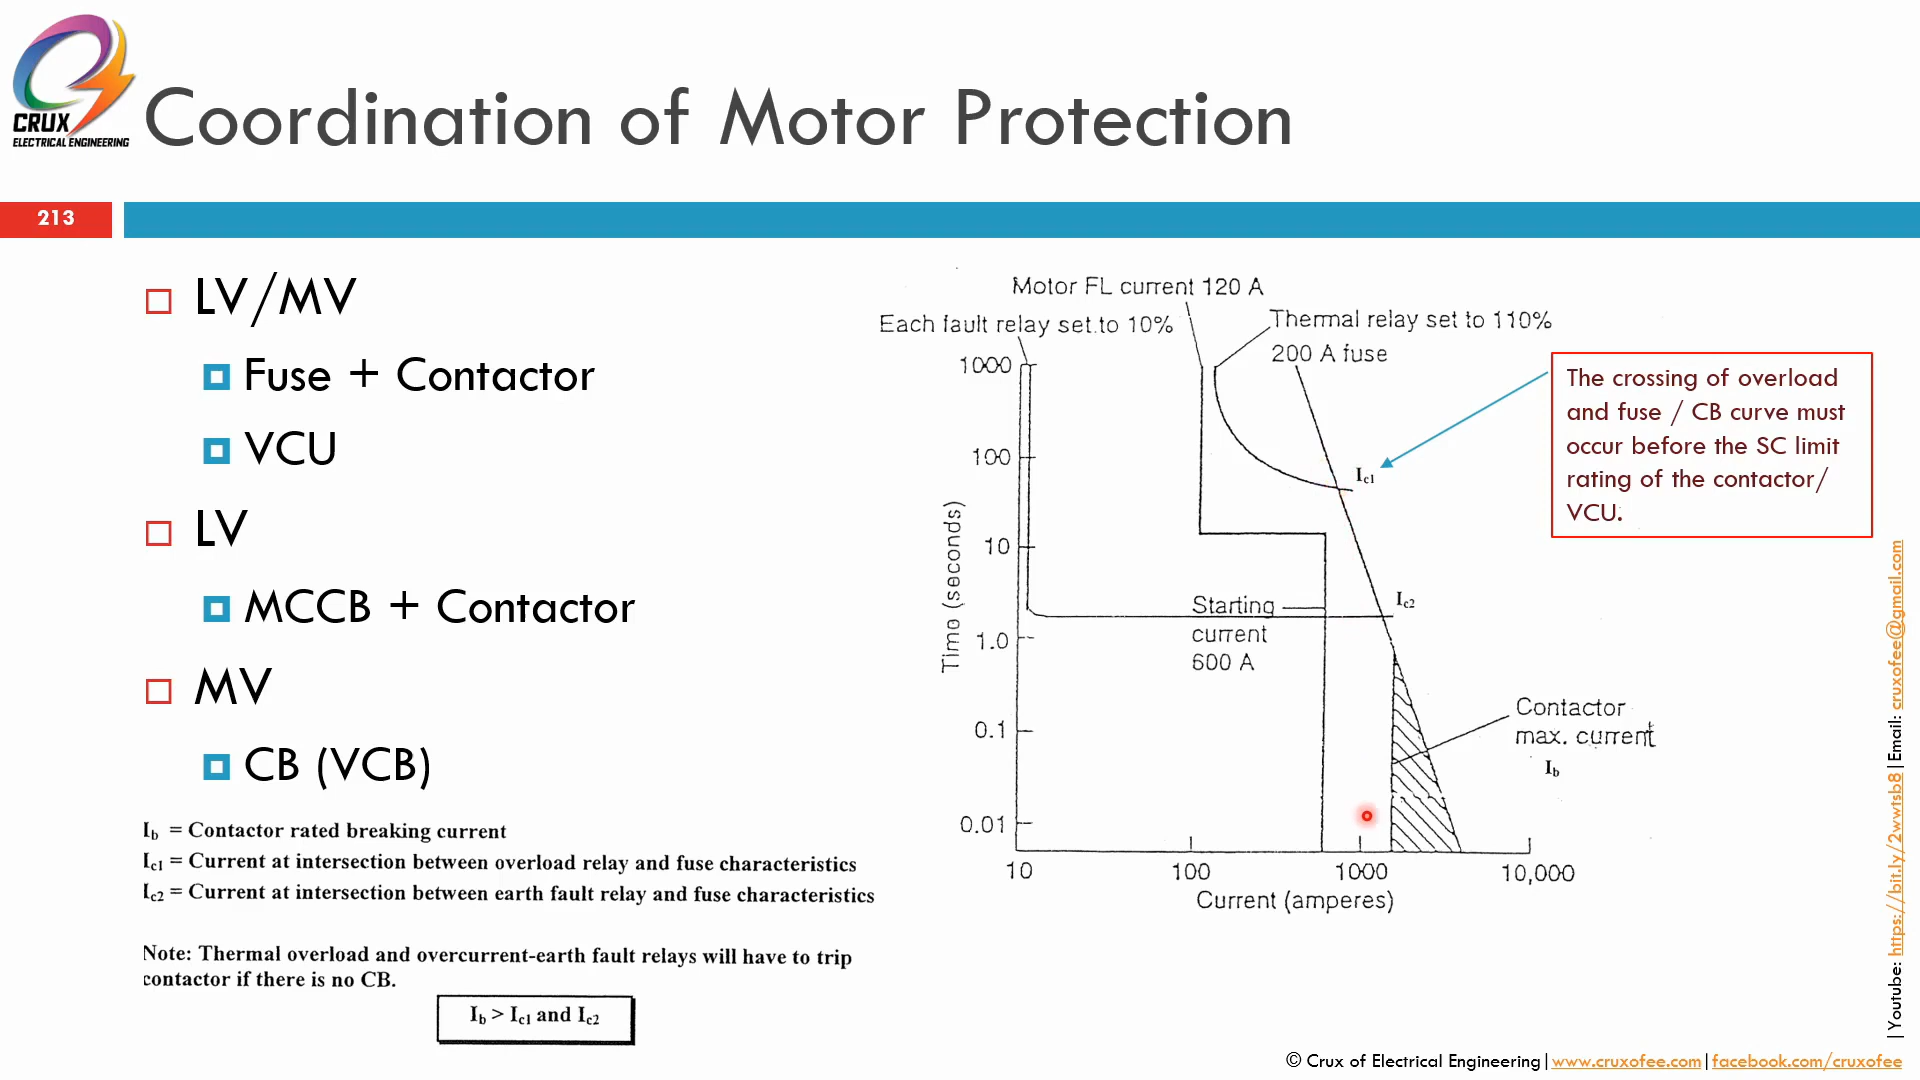 CRUX
ELECTRICAL ENGINEERING
Coordination of Motor Protection
213
LV/MV
Fuse + Contactor
VCU
LV
MCCB + Contactor
MV
CB (VCB)
I_b = Contactor rated breaking current
I_c1 = Current at intersection between overload relay and fuse characteristics
I_c2 = Current at intersection between earth fault relay and fuse characteristics
Note: Thermal overload and overcurrent-earth fault relays will have to trip
contactor if there is no CB.
I_b > I_c1 and I_c2
Motor FL current 120 A
Each fault relay set to 10%
Thermal relay set to 110%
200 A fuse
1000
100
10
1.0
0.1
0.01
Time (seconds)
I_c1
I_c2
Starting
current
600 A
Contactor
max. current
I_b
10
100
1000
10,000
Current (amperes)
The crossing of overload
and fuse / CB curve must
occur before the SC limit
rating of the contactor/
VCU.
|Youtube: https://bit.ly/2wwtsb8|Email: cruxofee@gmail.com
© Crux of Electrical Engineering|www.cruxofee.com|facebook.com/cruxofee